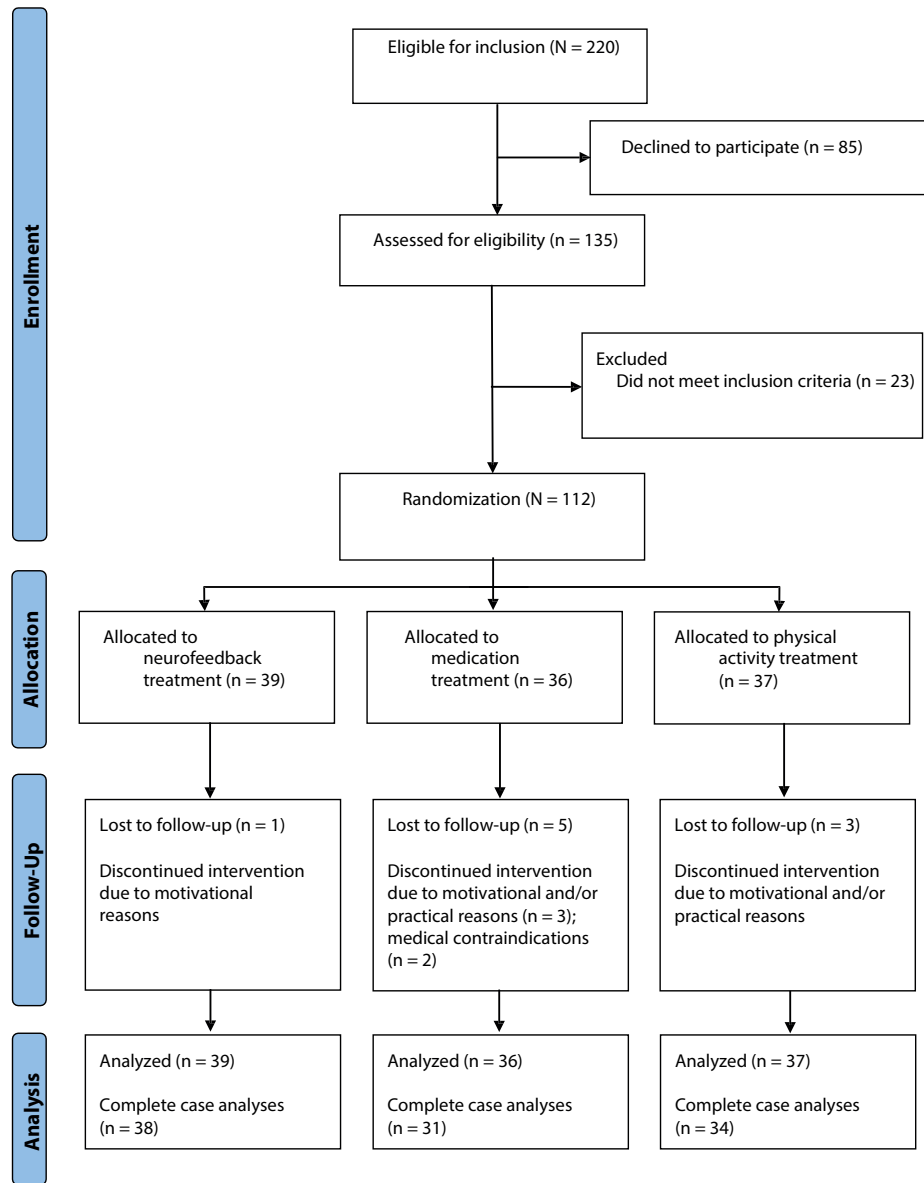 Enrollment
Eligible for inclusion (N = 220)
Declined to participate (n = 85)
Assessed for eligibility (n = 135)
Excluded
Did not meet inclusion criteria (n = 23)
Randomization (N = 112)
Allocation
Allocated to
neurofeedback
treatment (n = 39)
Allocated to
medication
treatment (n = 36)
Allocated to physical
activity treatment
(n = 37)
Follow-Up
Lost to follow-up (n = 1)
Discontinued intervention
due to motivational
reasons
Lost to follow-up (n = 5)
Discontinued intervention
due to motivational and/or
practical reasons (n = 3);
medical contraindications
(n = 2)
Lost to follow-up (n = 3)
Discontinued intervention
due to motivational and/or
practical reasons
Analysis
Analyzed (n = 39)
Complete case analyses
(n = 38)
Analyzed (n = 36)
Complete case analyses
(n = 31)
Analyzed (n = 37)
Complete case analyses
(n = 34)